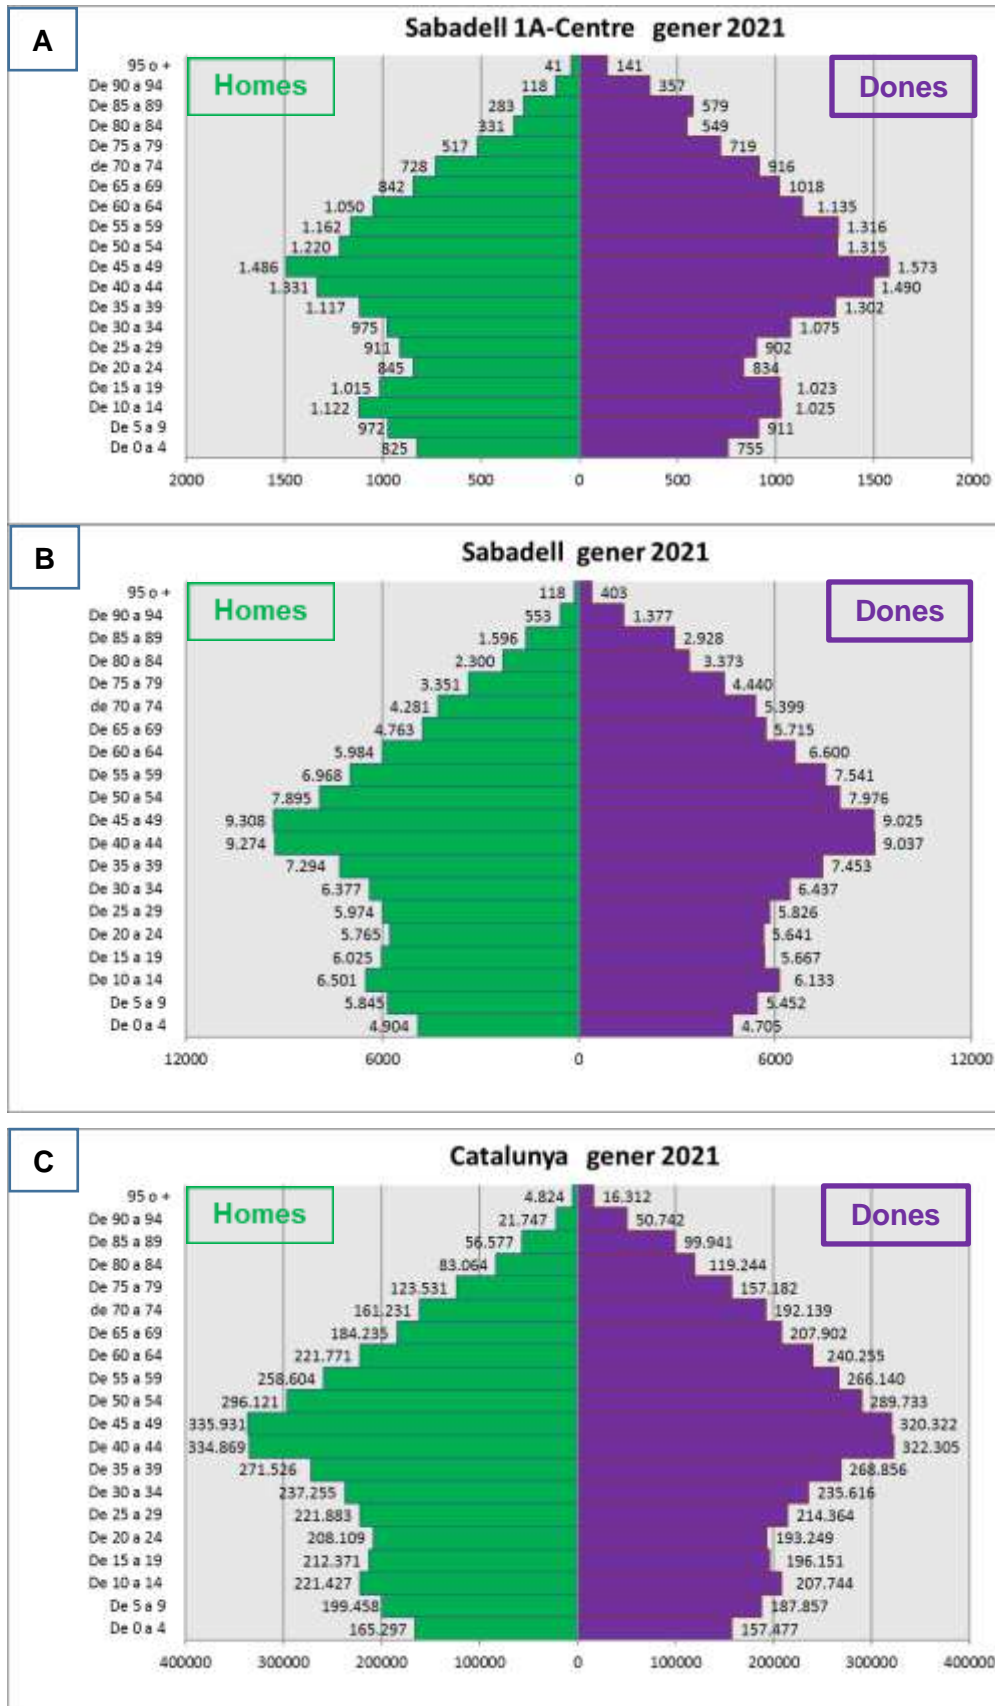 A
Sabadell 1A-Centre gener 2021
Homes
Dones
95 o + 41 141
De 90 a 94 118 357
De 85 a 89 283 579
De 80 a 84 331 549
De 75 a 79 517 719
de 70 a 74 728 916
De 65 a 69 842 1018
De 60 a 64 1.050 1.135
De 55 a 59 1.162 1.316
De 50 a 54 1.220 1.315
De 45 a 49 1.486 1.573
De 40 a 44 1.331 1.490
De 35 a 39 1.117 1.302
De 30 a 34 975 1.075
De 25 a 29 911 902
De 20 a 24 845 834
De 15 a 19 1.015 1.023
De 10 a 14 1.122 1.025
De 5 a 9 972 911
De 0 a 4 825 755
2000 1500 1000 500 0 500 1000 1500 2000
B
Sabadell gener 2021
Homes
Dones
95 o + 118 403
De 90 a 94 553 1.377
De 85 a 89 1.596 2.928
De 80 a 84 2.300 3.373
De 75 a 79 3.351 4.440
de 70 a 74 4.281 5.399
De 65 a 69 4.763 5.715
De 60 a 64 5.984 6.600
De 55 a 59 6.968 7.541
De 50 a 54 7.895 7.976
De 45 a 49 9.308 9.025
De 40 a 44 9.274 9.037
De 35 a 39 7.294 7.453
De 30 a 34 6.377 6.437
De 25 a 29 5.974 5.826
De 20 a 24 5.765 5.641
De 15 a 19 6.025 5.667
De 10 a 14 6.501 6.133
De 5 a 9 5.845 5.452
De 0 a 4 4.904 4.705
12000 6000 0 6000 12000
C
Catalunya gener 2021
Homes
Dones
95 o + 4.824 16.312
De 90 a 94 21.747 50.742
De 85 a 89 56.577 99.941
De 80 a 84 83.064 119.244
De 75 a 79 123.531 157.182
de 70 a 74 161.231 192.139
De 65 a 69 184.235 207.902
De 60 a 64 221.771 240.255
De 55 a 59 258.604 266.140
De 50 a 54 296.121 289.733
De 45 a 49 335.931 320.322
De 40 a 44 334.869 322.305
De 35 a 39 271.526 268.856
De 30 a 34 237.255 235.616
De 25 a 29 221.883 214.364
De 20 a 24 208.109 193.249
De 15 a 19 212.371 196.151
De 10 a 14 221.427 207.744
De 5 a 9 199.458 187.857
De 0 a 4 165.297 157.477
400000 300000 200000 100000 0 100000 200000 300000 400000